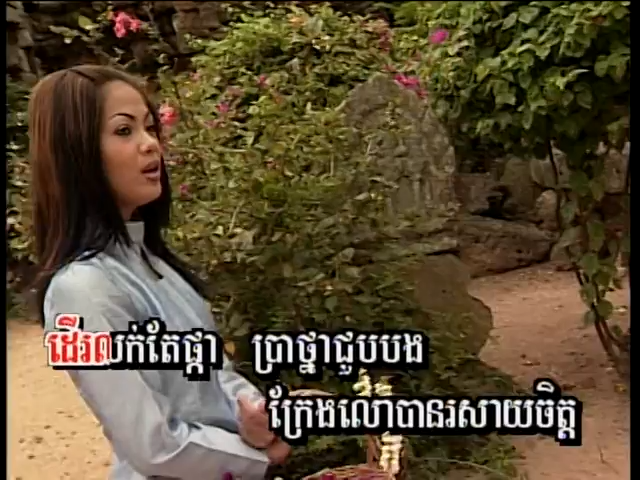 ដើរលក់តែផ្កា ប្រាថ្នាជួបបង
ក្រែងលោបានរសាយចិត្ត